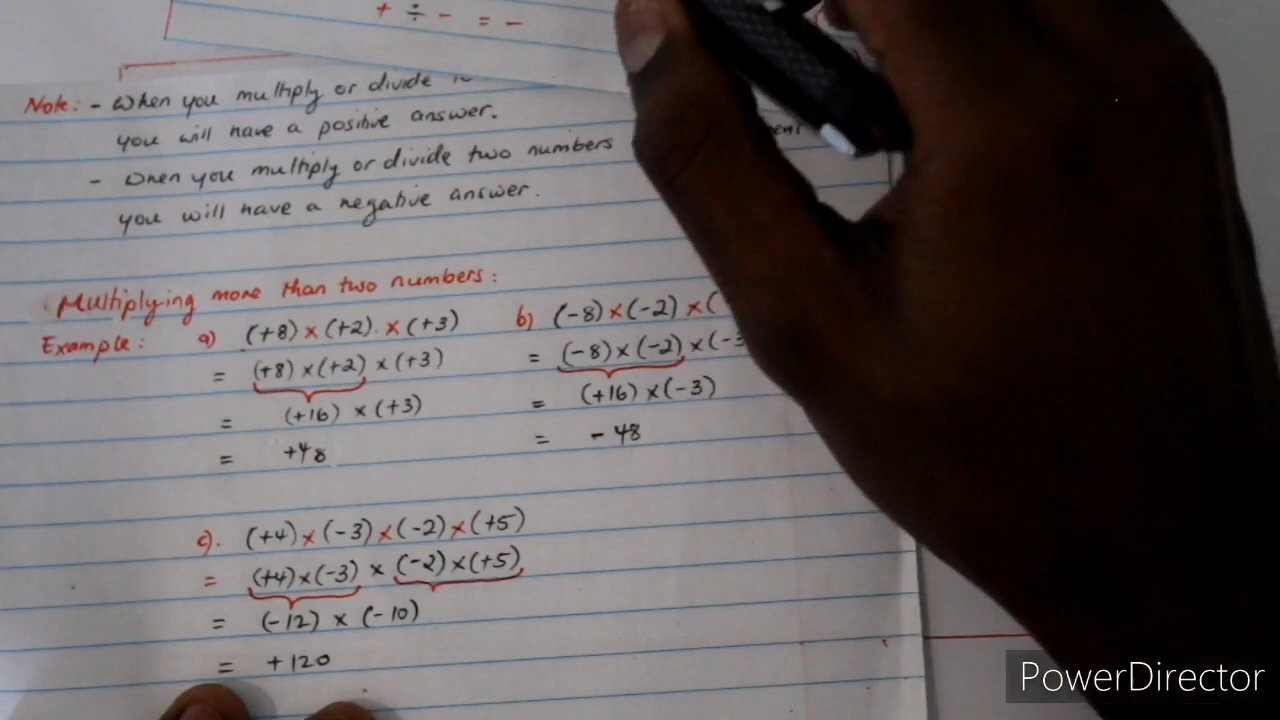 + ÷ - = -
Note: - When you multiply or divide
you will have a positive answer.
- When you multiply or divide two numbers
you will have a negative answer.
Multiplying more than two numbers:
Example: a) (+8) × (+2) . × (+3)
= (+8) × (+2) × (+3)
= (+16) × (+3)
= +48
b) (-8) × (-2) × (
= (-8) × (-2) × (-3
= (+16) × (-3)
= - 48
c). (+4) × (-3) × (-2) × (+5)
= (+4) × (-3) × (-2) × (+5)
= (-12) × (-10)
= +120
PowerDirector